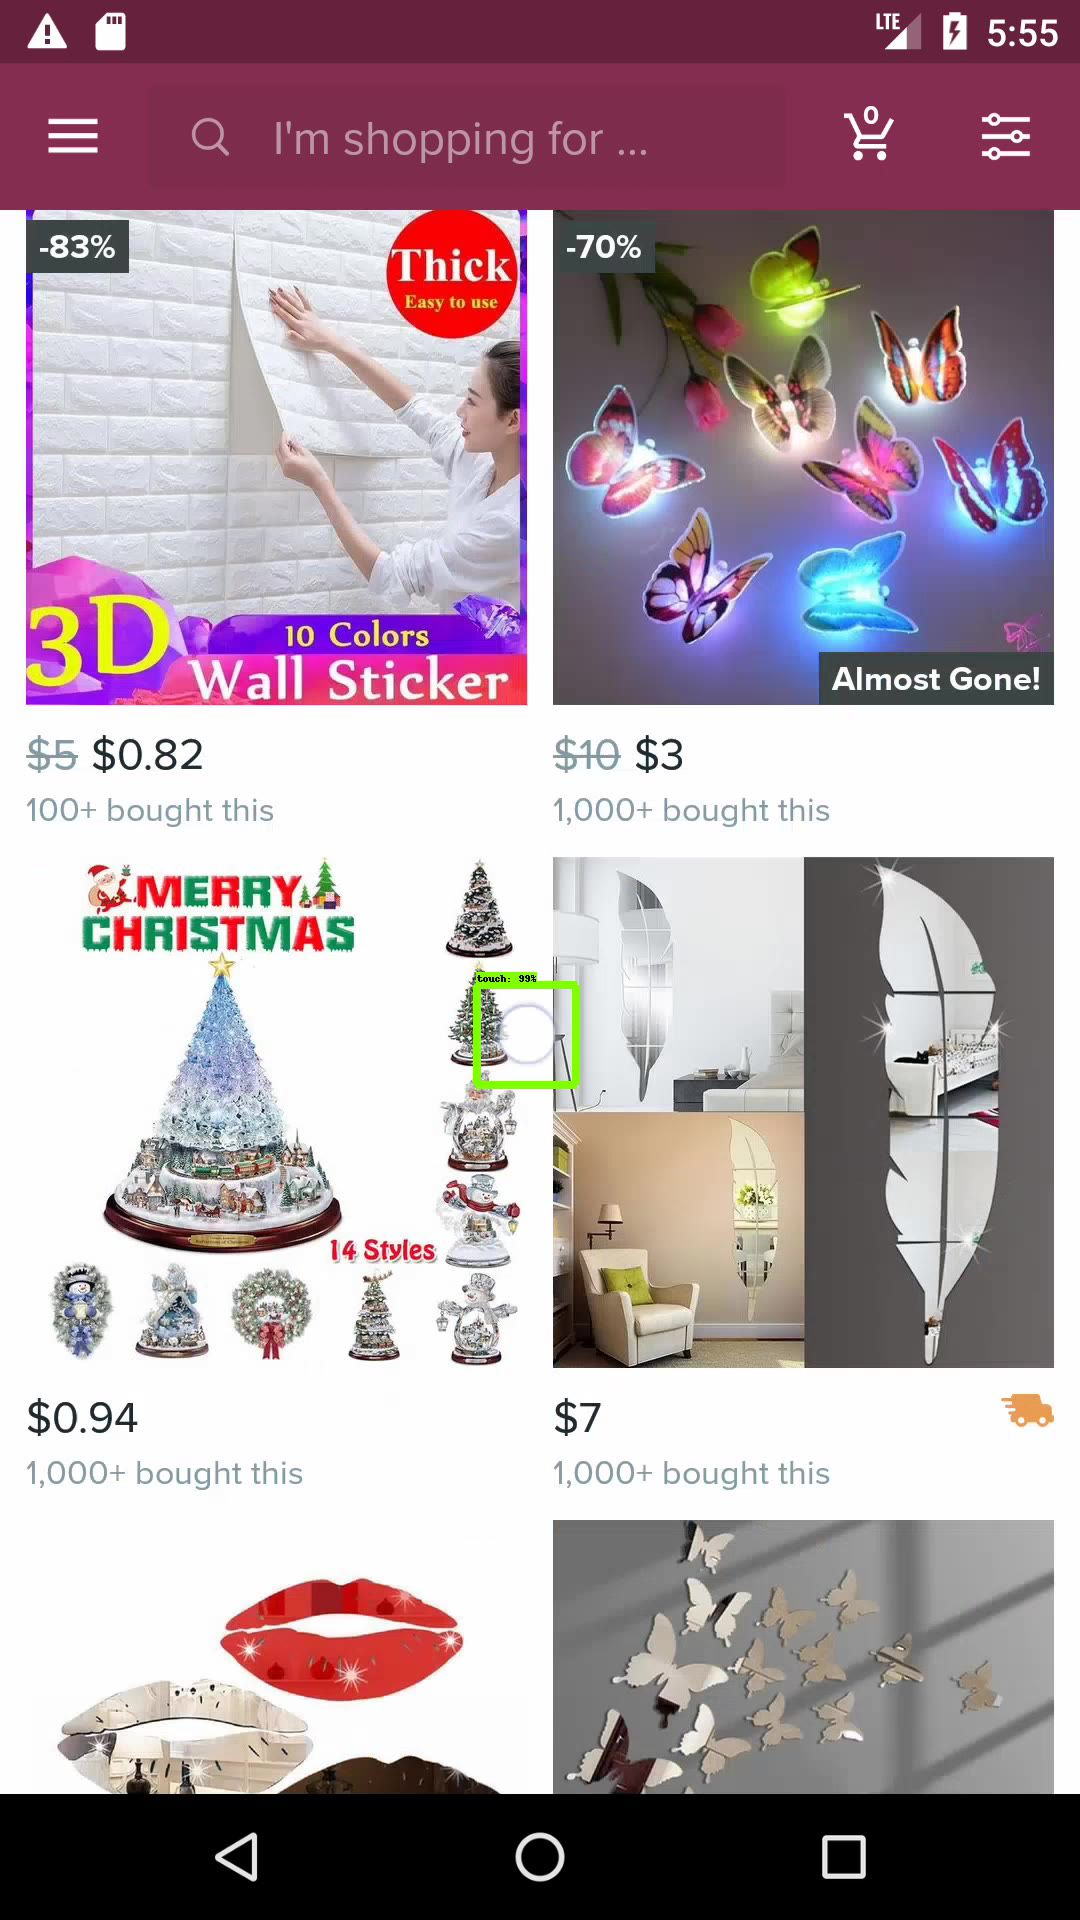 LTE 5:55
0
I'm shopping for ...
-83%
Thick
Easy to use
3D
10 Colors
Wall Sticker
-70%
Almost Gone!
$5 $0.82
100+ bought this
$10 $3
1,000+ bought this
MERRY
CHRISTMAS
touch: 99%
14 Styles
$0.94
1,000+ bought this
$7
1,000+ bought this